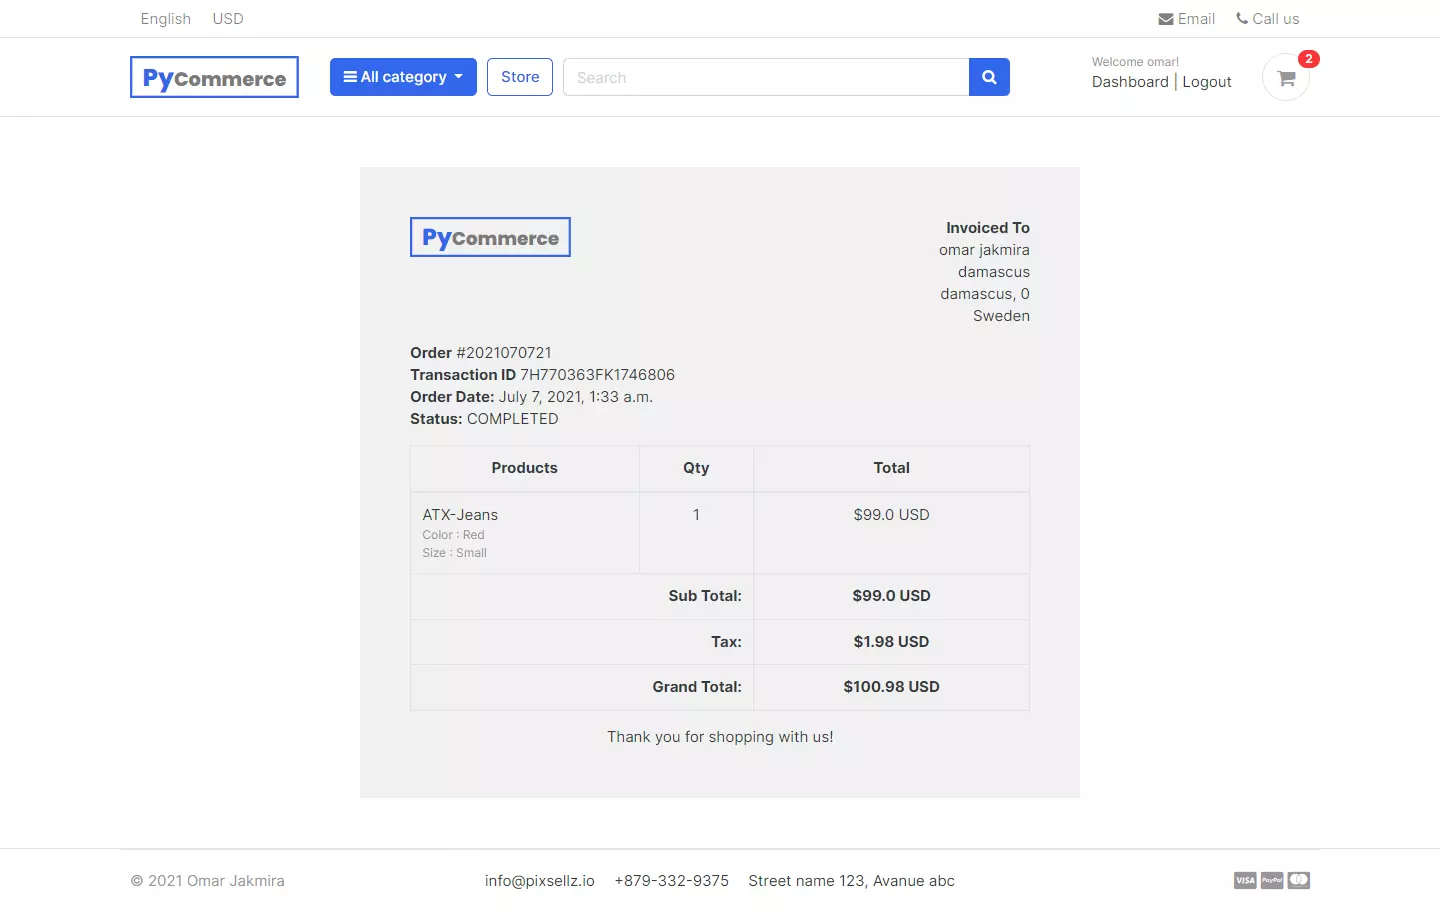 English USD Email Call us
PyCommerce All category Store Search Welcome omar!
Dashboard | Logout 2
PyCommerce
Invoiced To
omar jakmira
damascus
damascus, 0
Sweden
Order #2021070721
Transaction ID 7H770363FK1746806
Order Date: July 7, 2021, 1:33 a.m.
Status: COMPLETED
Products Qty Total
ATX-Jeans 1 $99.0 USD
Color : Red
Size : Small
Sub Total: $99.0 USD
Tax: $1.98 USD
Grand Total: $100.98 USD
Thank you for shopping with us!
© 2021 Omar Jakmira info@pixsellz.io +879-332-9375 Street name 123, Avanue abc VISA PayPal